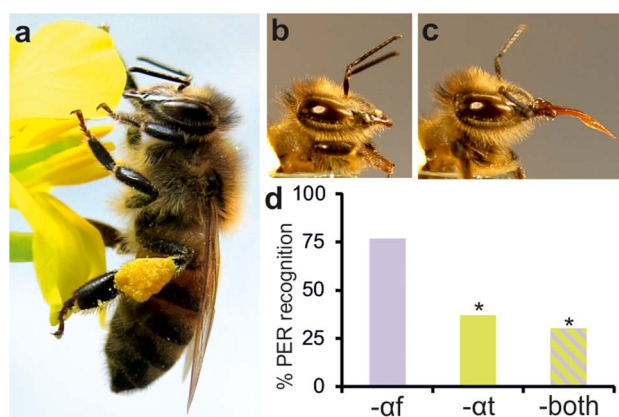 a
b
c
d
% PER recognition
100
75
50
25
0
*
*
-αf
-αt
-both